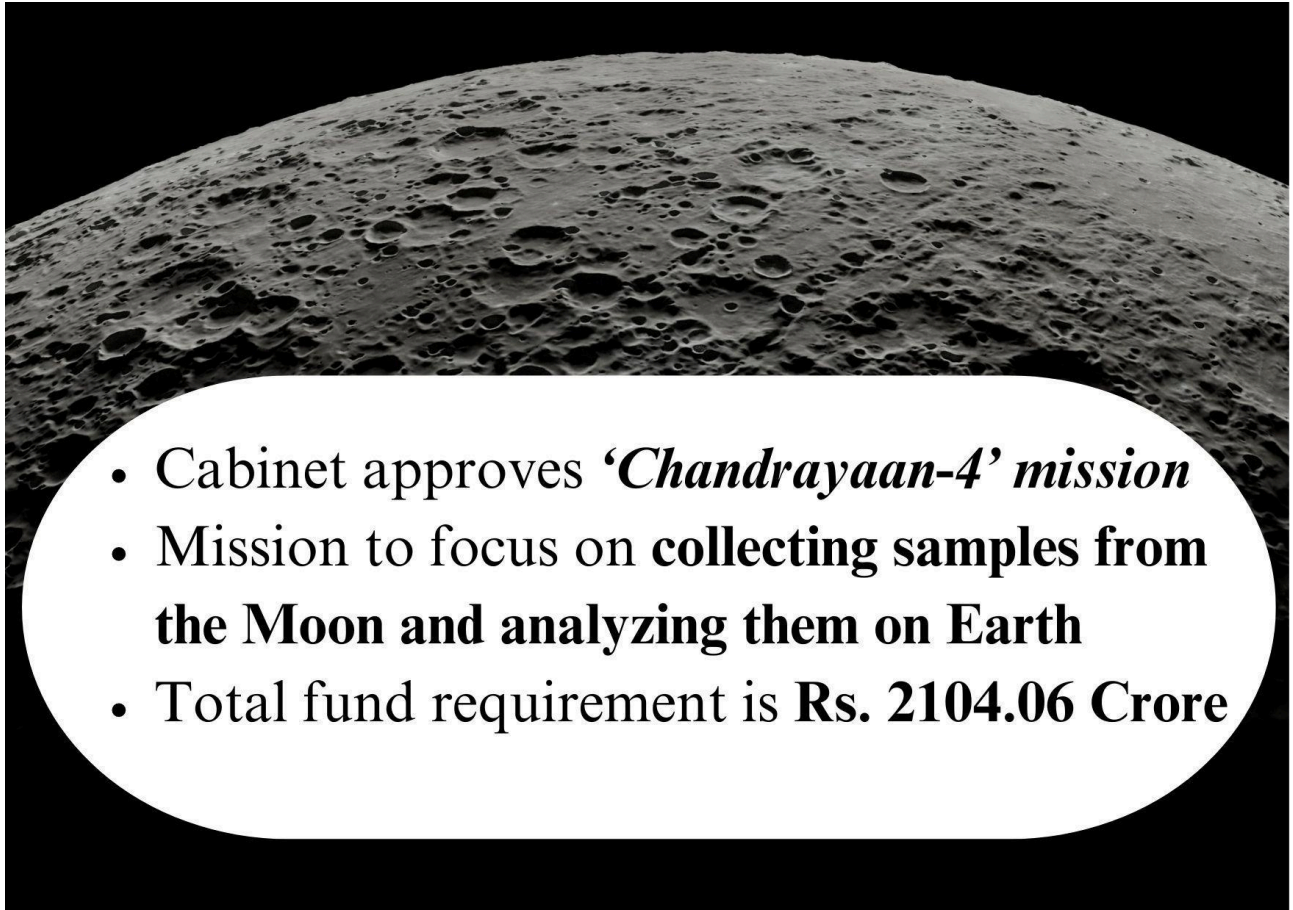 • Cabinet approves ‘Chandrayaan-4’ mission
• Mission to focus on collecting samples from
the Moon and analyzing them on Earth
• Total fund requirement is Rs. 2104.06 Crore